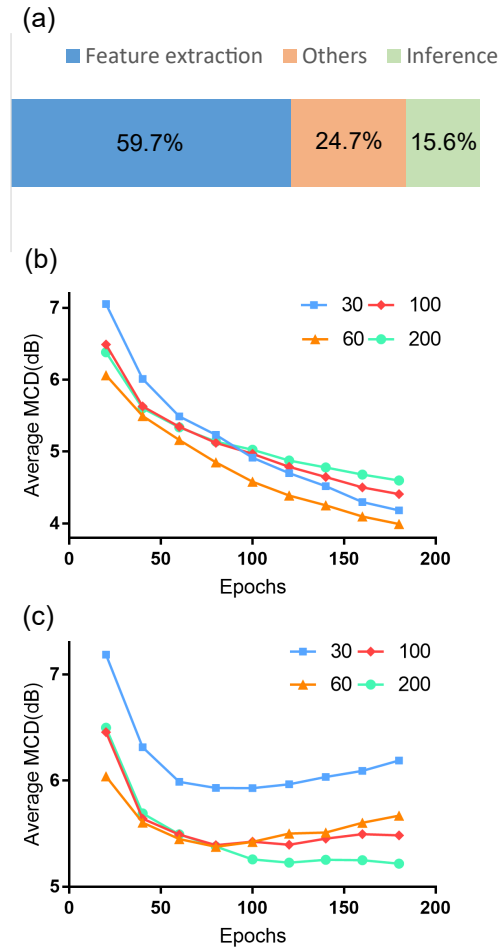 (a)
Feature extraction Others Inference
59.7% 24.7% 15.6%
(b)
Average MCD(dB)
7
6
5
4
30 100
60 200
0 50 100 150 200
Epochs
(c)
Average MCD(dB)
7
6
5
30 100
60 200
0 50 100 150 200
Epochs